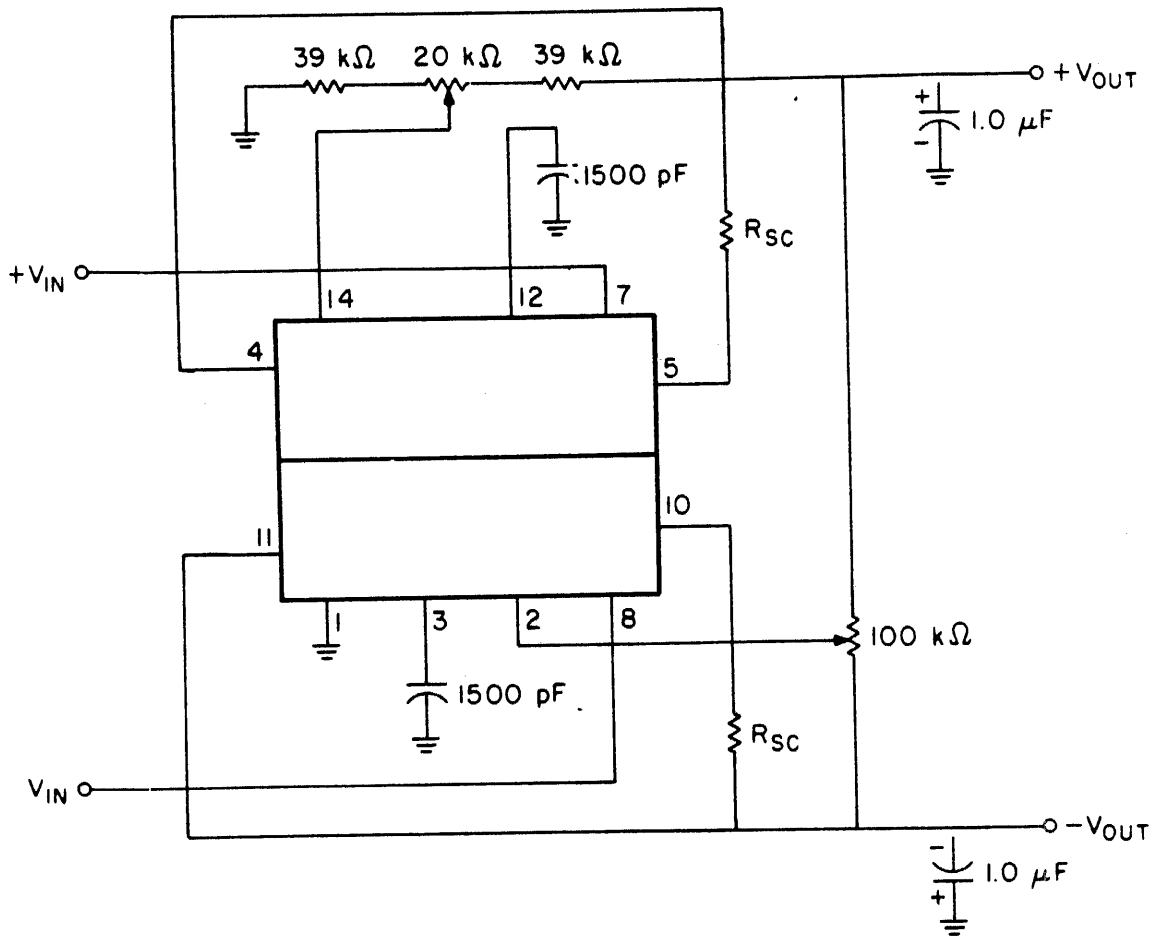 39 kΩ 20 kΩ 39 kΩ
+VOUT
+
-
1.0 μF
1500 pF
RSC
+VIN
14 12 7
4
5
10
11
1 3 2 8
100 kΩ
1500 pF
RSC
VIN
-VOUT
-
+
1.0 μF